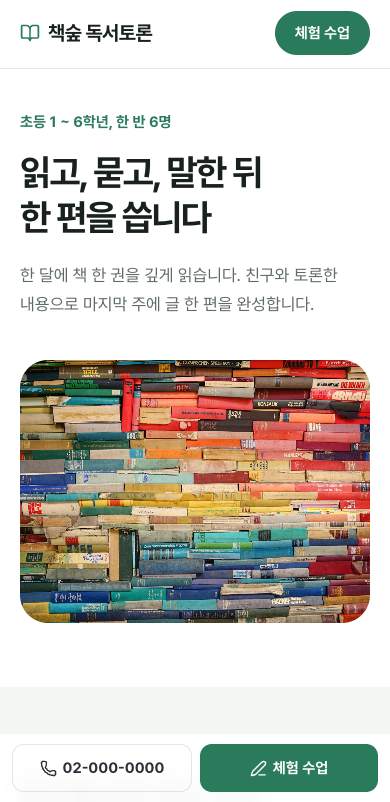 책숲 독서토론
체험 수업
초등 1 ~ 6학년, 한 반 6명
읽고, 묻고, 말한 뒤
한 편을 씁니다
한 달에 책 한 권을 깊게 읽습니다. 친구와 토론한
내용으로 마지막 주에 글 한 편을 완성합니다.
02-000-0000
체험 수업